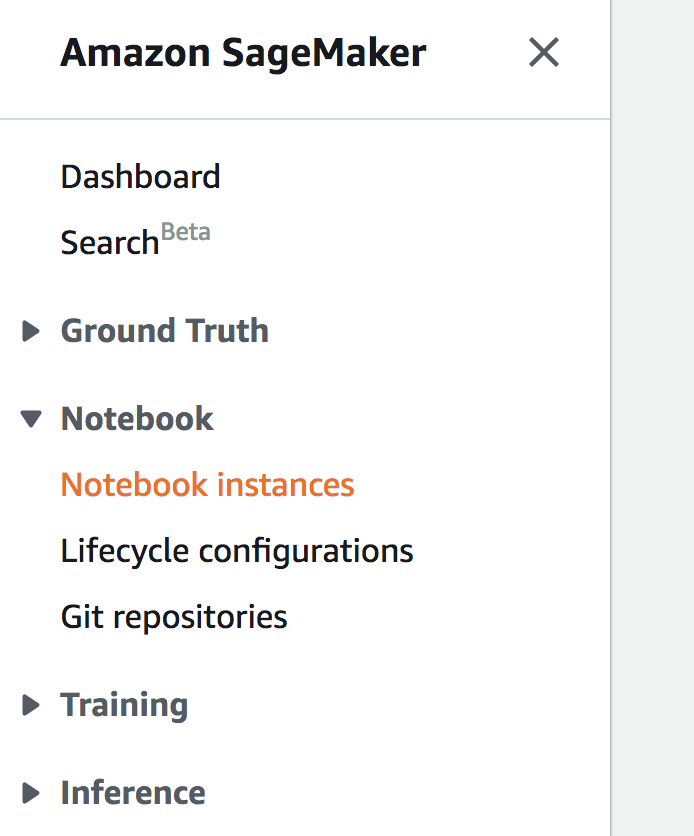 Amazon SageMaker
Dashboard
Search Beta
Ground Truth
Notebook
Notebook instances
Lifecycle configurations
Git repositories
Training
Inference